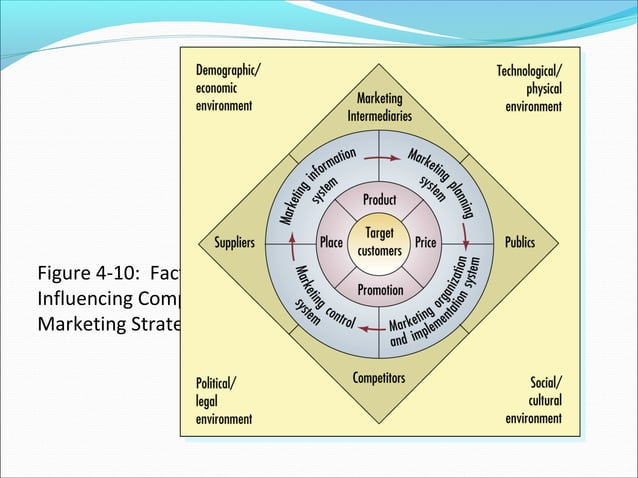 Demographic/
economic
environment
Technological/
physical
environment
Marketing
Intermediaries
Marketing information
system
Marketing planning
system
Product
Suppliers
Place
Target
customers
Price
Publics
Figure 4-10: Fact
Influencing Comp
Marketing Strate
Promotion
Marketing control
system
Marketing organization
and implementation system
Competitors
Political/
legal
environment
Social/
cultural
environment